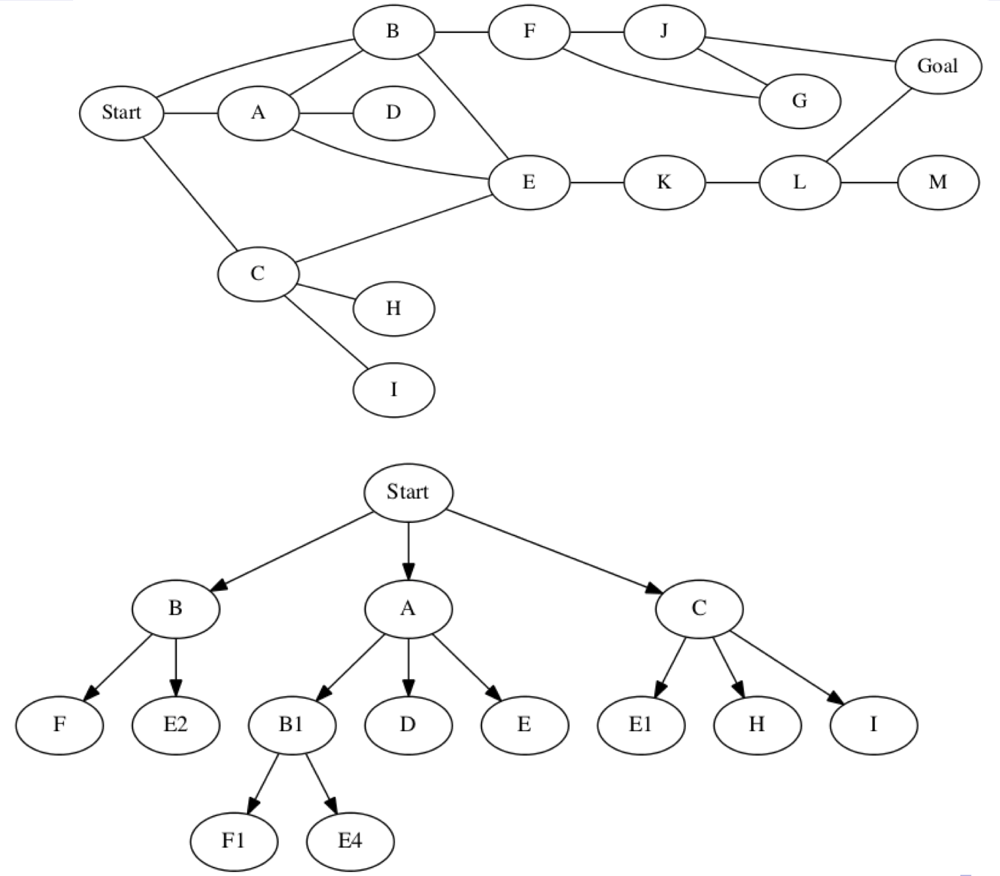 B F J
Goal
G
Start A D
E K L M
C
H
I
Start
B A C
F E2 B1 D E E1 H I
F1 E4